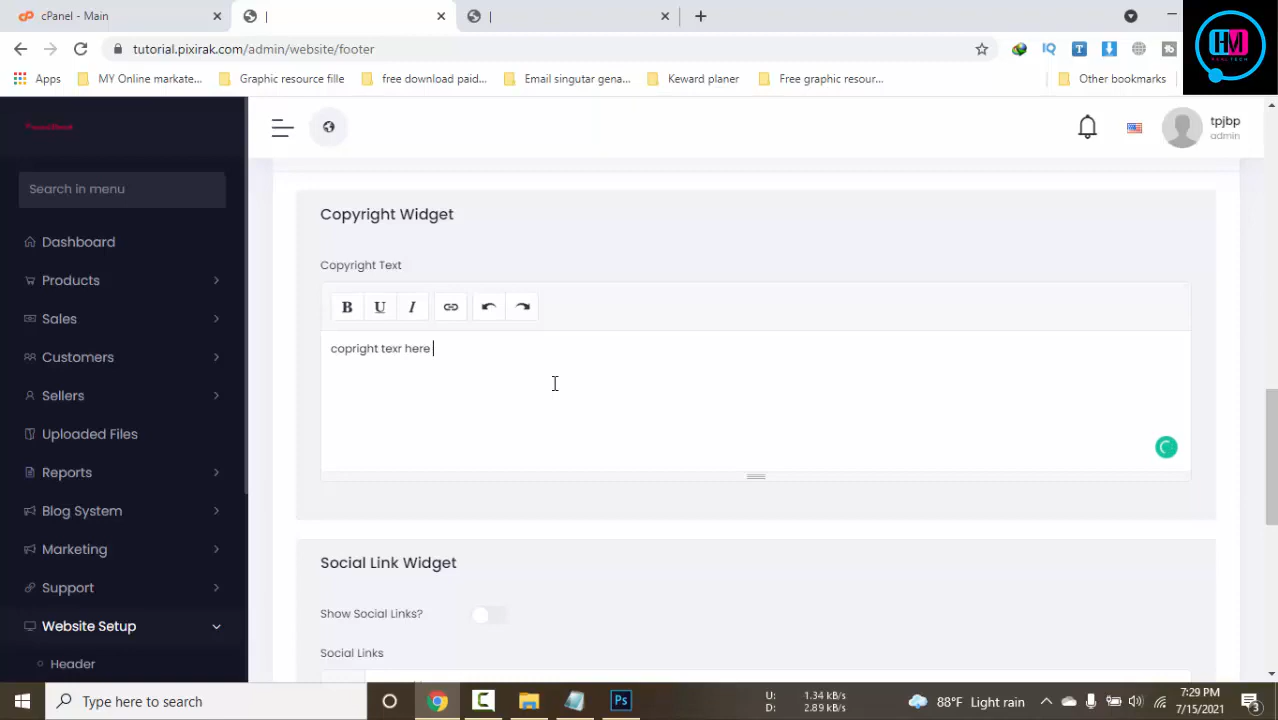 cPanel - Main
tutorial.pixirak.com/admin/website/footer
Apps
MY Online markate...
Graphic resource fille
free download paid...
Email singutar gena...
Keward plner
Free graphic resour...
Other bookmarks
tpjbp
admin
Search in menu
Dashboard
Products
Sales
Customers
Sellers
Uploaded Files
Reports
Blog System
Marketing
Support
Website Setup
Header
Copyright Widget
Copyright Text
B U I
copright texr here
Social Link Widget
Show Social Links?
Social Links
Type here to search
Ps
U: -1.34 kB/s
D: 2.89 kB/s
88°F Light rain
7:29 PM
7/15/2021
3